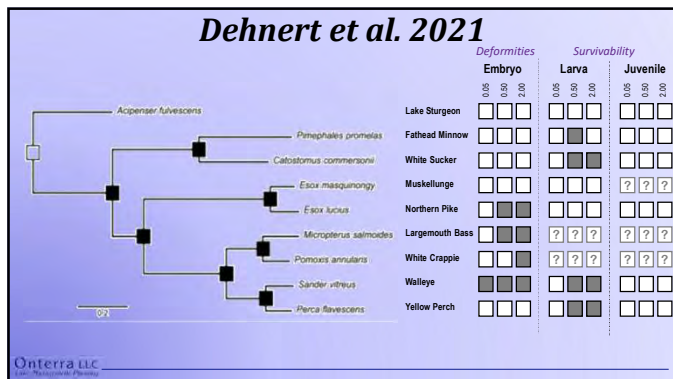 Dehnert et al. 2021
Deformities Survivability
Embryo Larva Juvenile
0.05 0.50 2.00 0.05 0.50 2.00 0.05 0.50 2.00
Acipenser fulvescens
Pimephales promelas
Catostomus commersonii
Esox masquinongy
Esox lucius
Micropterus salmoides
Pomoxis annularis
Sander vitreus
Perca flavescens
0.2
Lake Sturgeon
Fathead Minnow
White Sucker
Muskellunge ? ? ?
Northern Pike
Largemouth Bass ? ? ? ? ? ?
White Crappie ? ? ? ? ? ?
Walleye
Yellow Perch
Onterra LLC
Lake Management Planning